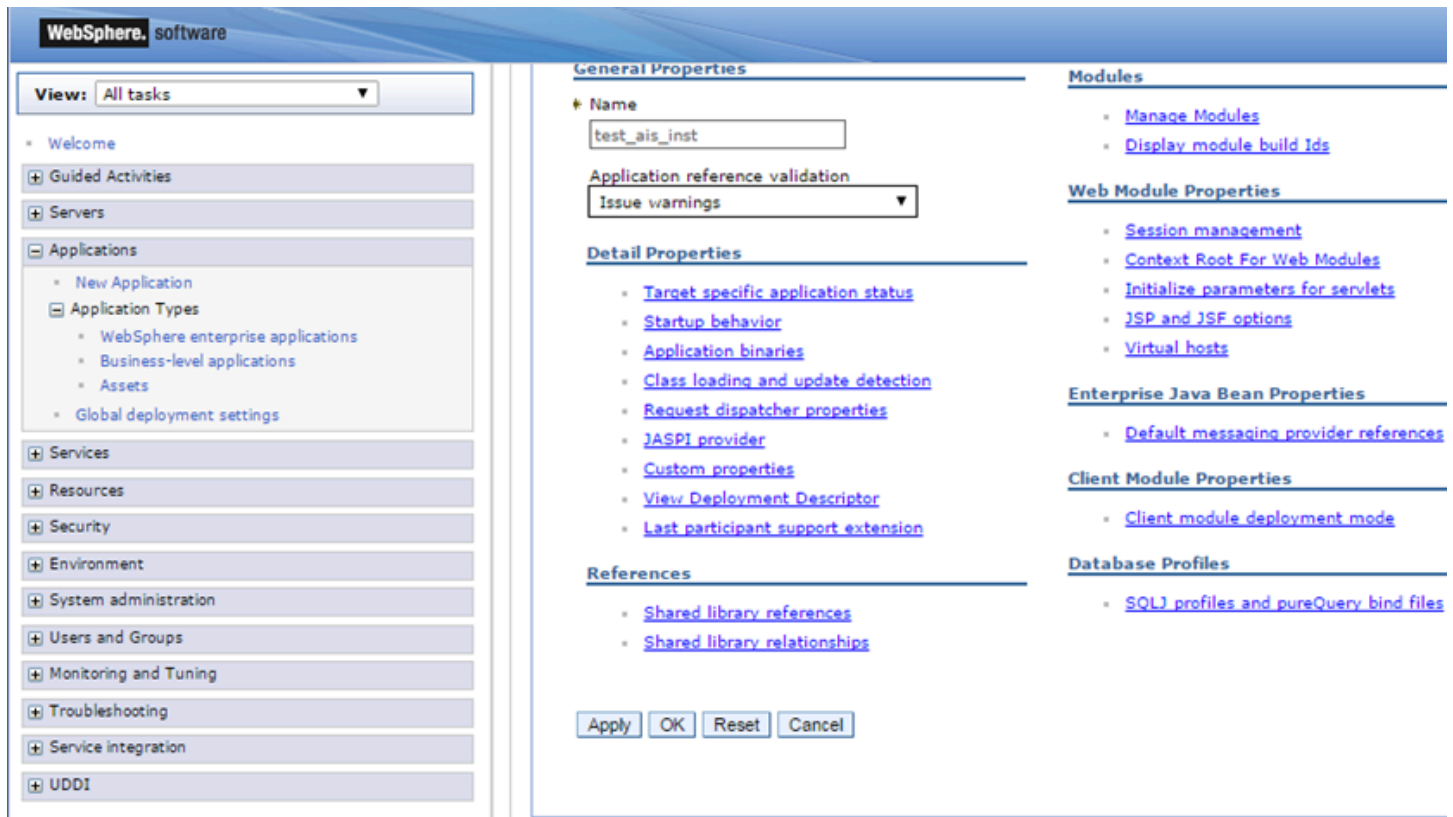 WebSphere. software
View: All tasks
Welcome
Guided Activities
Servers
Applications
New Application
Application Types
WebSphere enterprise applications
Business-level applications
Assets
Global deployment settings
Services
Resources
Security
Environment
System administration
Users and Groups
Monitoring and Tuning
Troubleshooting
Service integration
UDDI
General Properties
Name
test_ais_inst
Application reference validation
Issue warnings
Detail Properties
Target specific application status
Startup behavior
Application binaries
Class loading and update detection
Request dispatcher properties
JASPI provider
Custom properties
View Deployment Descriptor
Last participant support extension
References
Shared library references
Shared library relationships
Apply OK Reset Cancel
Modules
Manage Modules
Display module build Ids
Web Module Properties
Session management
Context Root For Web Modules
Initialize parameters for servlets
JSP and JSF options
Virtual hosts
Enterprise Java Bean Properties
Default messaging provider references
Client Module Properties
Client module deployment mode
Database Profiles
SQLJ profiles and pureQuery bind files